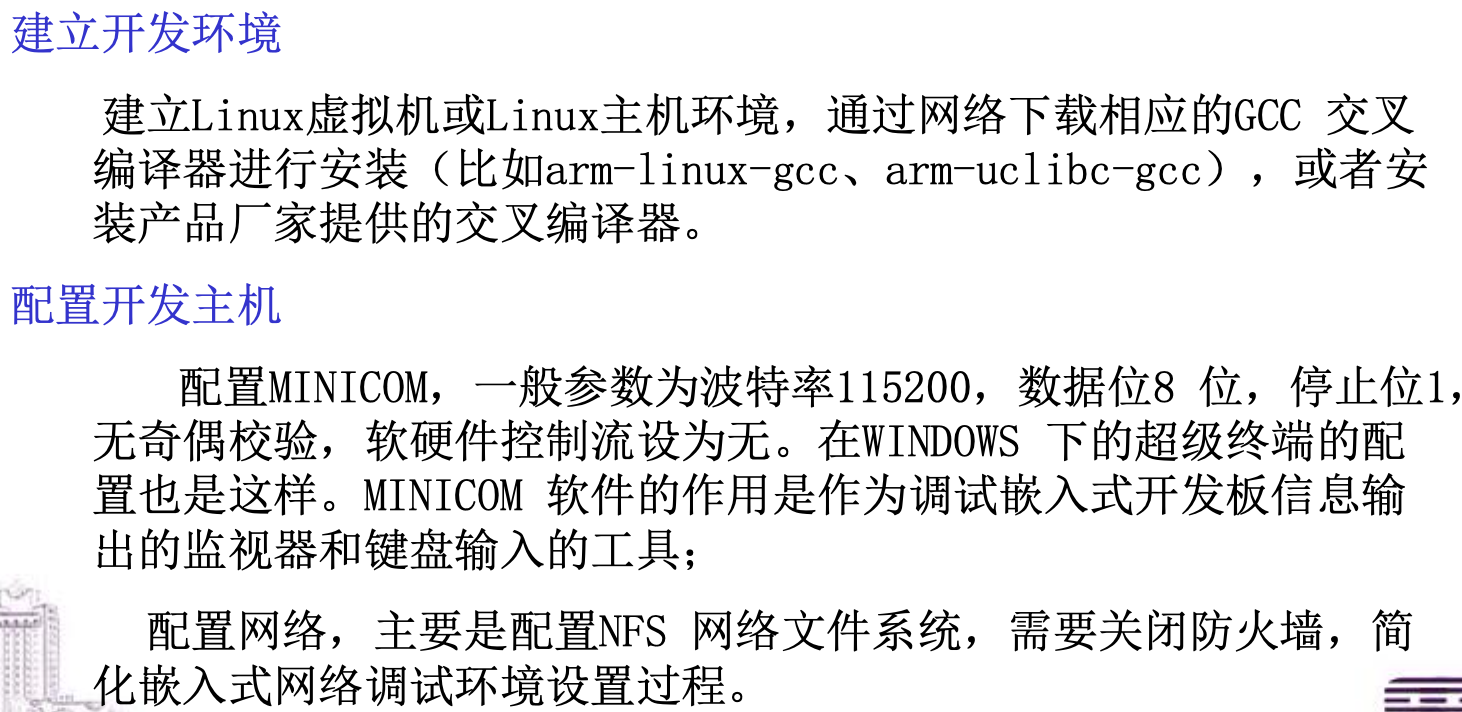 建立开发环境
建立Linux虚拟机或Linux主机环境，通过网络下载相应的GCC 交叉
编译器进行安装（比如arm-linux-gcc、arm-uclibc-gcc），或者安
装产品厂家提供的交叉编译器。
配置开发主机
配置MINICOM，一般参数为波特率115200，数据位8 位，停止位1，
无奇偶校验，软硬件控制流设为无。在WINDOWS 下的超级终端的配
置也是这样。MINICOM 软件的作用是作为调试嵌入式开发板信息输
出的监视器和键盘输入的工具；
配置网络，主要是配置NFS 网络文件系统，需要关闭防火墙，简
化嵌入式网络调试环境设置过程。